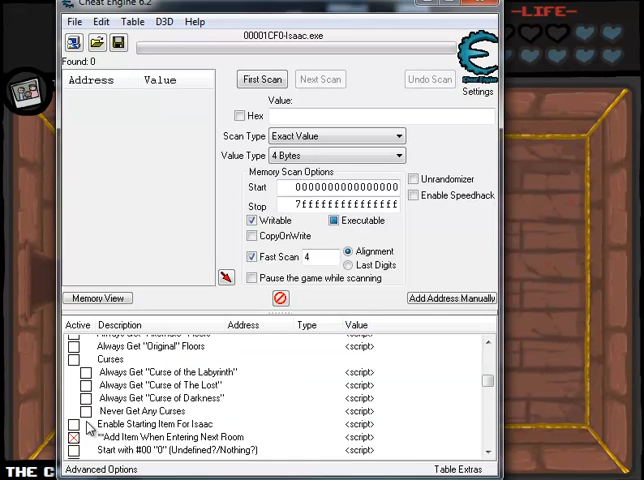 Cheat Engine 6.2
—LIFE—
File Edit Table D3D Help
00001CF0-Isaac.exe
Found: 0
Address Value
First Scan Next Scan Undo Scan
Settings
Value:
Hex
Scan Type Exact Value
Value Type 4 Bytes
Memory Scan Options
Unrandomizer
Start 0000000000000000
Enable Speedhack
Stop 7fffffffffffffff
Writable Executable
CopyOnWrite
Fast Scan 4 Alignment
Last Digits
Pause the game while scanning
Memory View Add Address Manually
Active Description Address Type Value
Always Get "Original" Floors <script>
Curses <script>
Always Get "Curse of the Labyrinth" <script>
Always Get "Curse of The Lost" <script>
Always Get "Curse of Darkness" <script>
Never Get Any Curses <script>
Enable Starting Item For Isaac <script>
**Add Item When Entering Next Room <script>
Start with #00 "0" (Undefined?/Nothing?) <script>
THE C
Advanced Options Table Extras